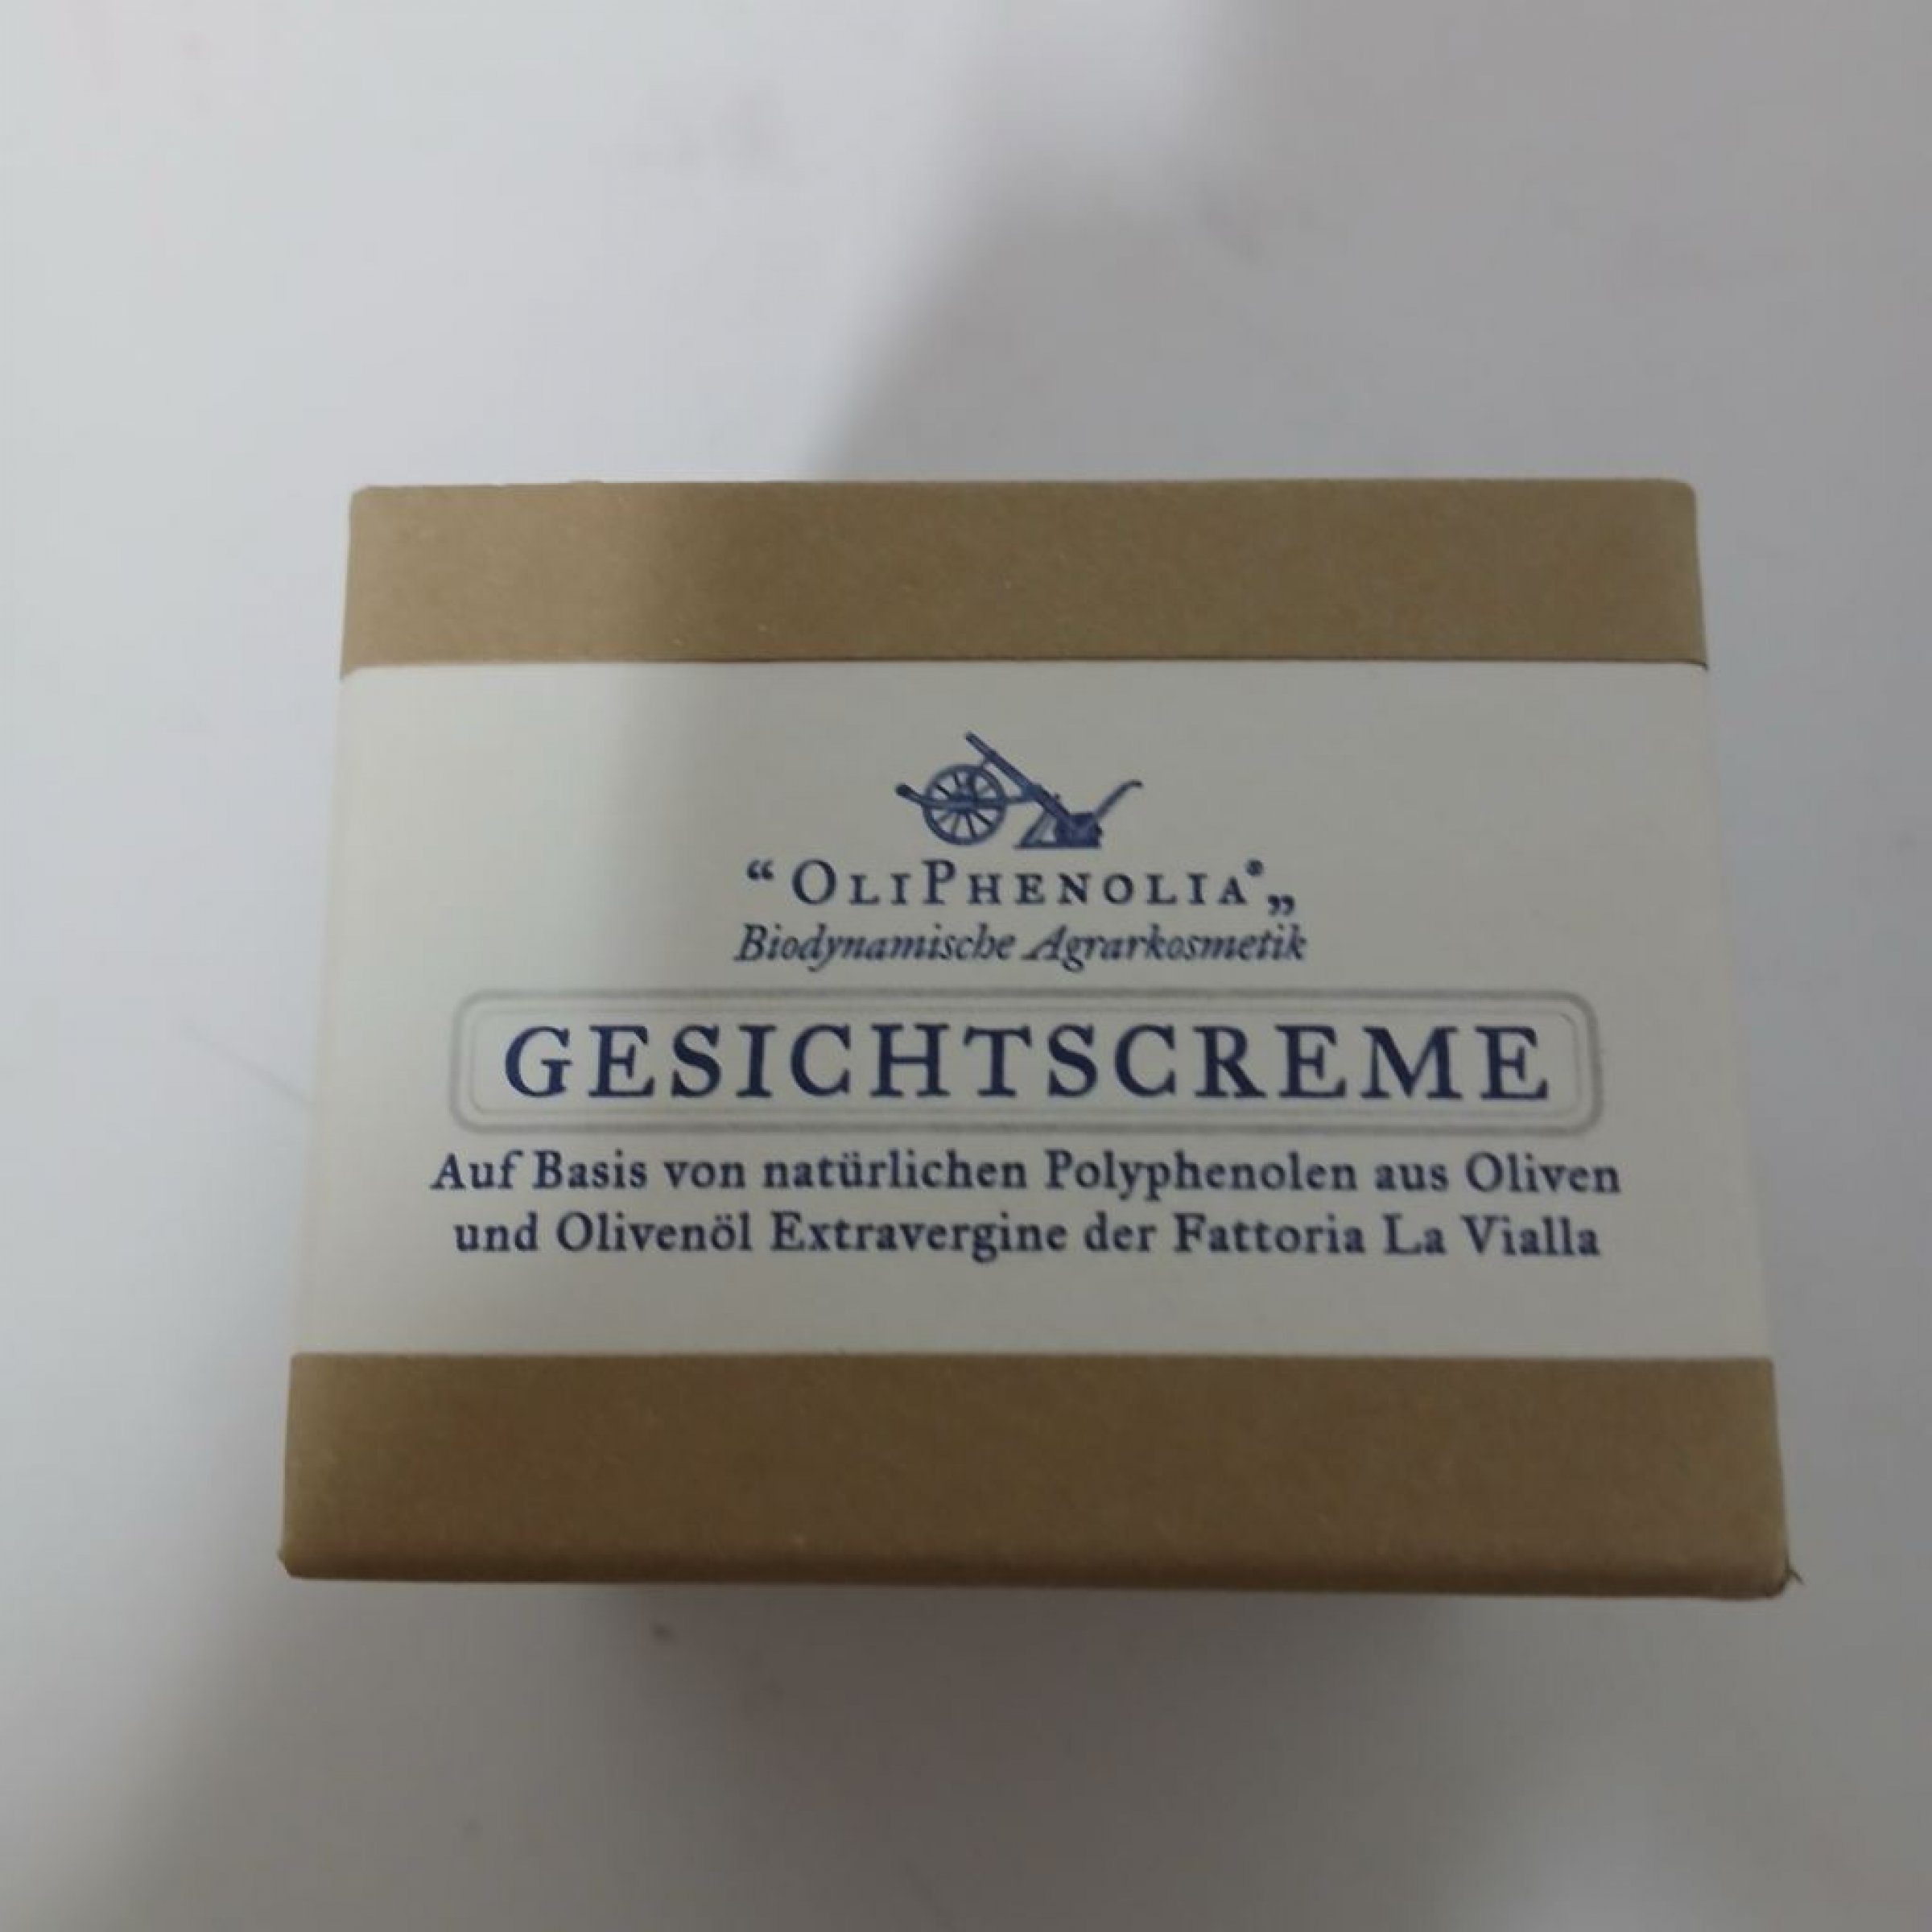 “OLIPHENOLIA®„
Biodynamische Agrarkosmetik
GESICHTSCREME
Auf Basis von natürlichen Polyphenolen aus Oliven
und Olivenöl Extravergine der Fattoria La Vialla